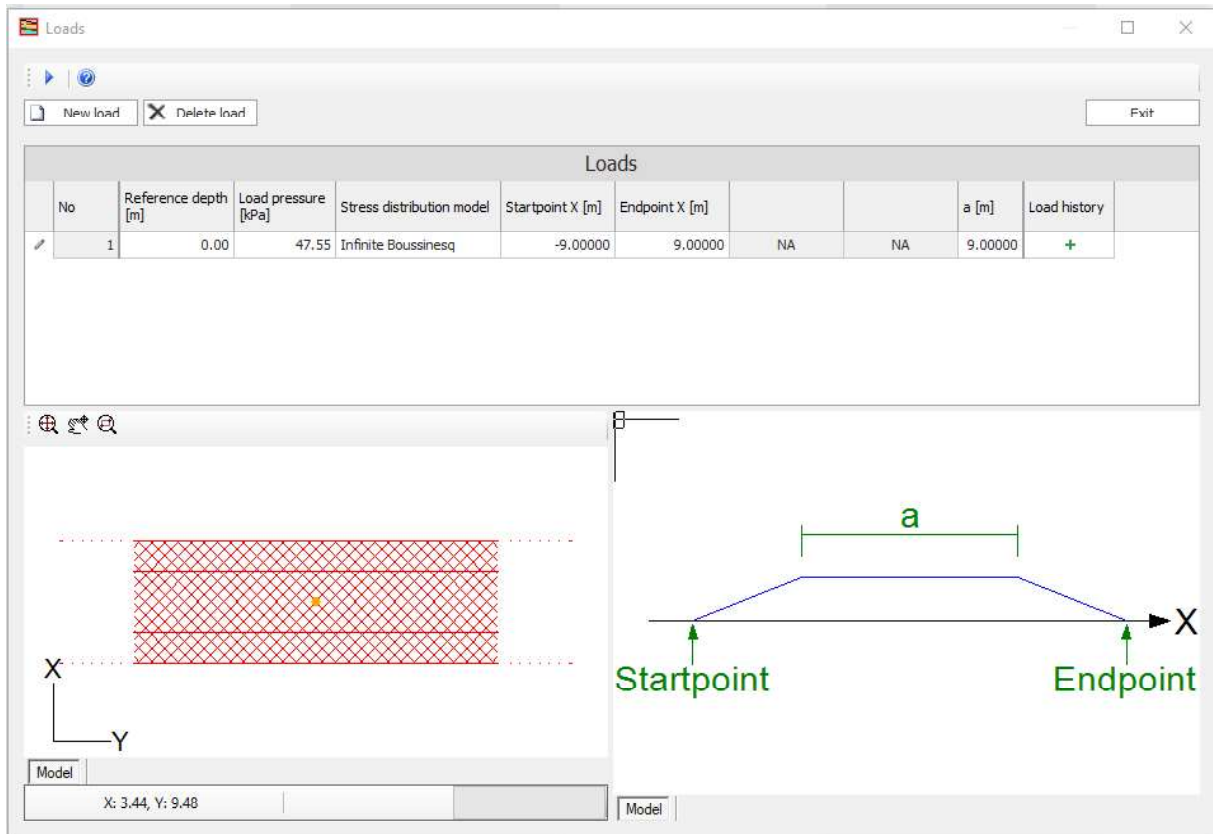 Loads
New load Delete load Exit
Loads
No Reference depth [m] Load pressure [kPa] Stress distribution model Startpoint X [m] Endpoint X [m] a [m] Load history
1 0.00 47.55 Infinite Boussinesq -9.00000 9.00000 NA NA 9.00000 +
a
X
Startpoint Endpoint
X
Y
Model
X: 3.44, Y: 9.48
Model